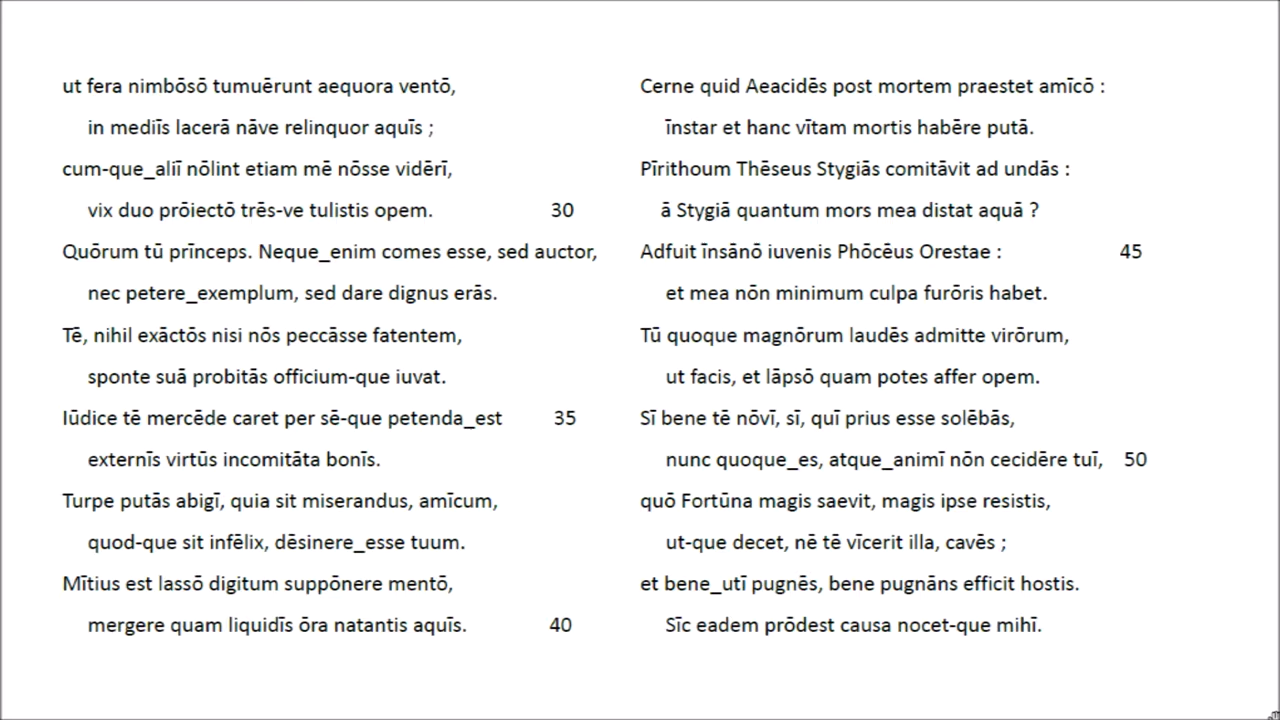 ut fera nimbōsō tumuērunt aequora ventō,
in mediīs lacerā nāve relinquor aquīs ;
cum-que_aliī nōlint etiam mē nōsse vidērī,
vix duo prōiectō trēs-ve tulistis opem. 30
Quōrum tū prīnceps. Neque_enim comes esse, sed auctor,
nec petere_exemplum, sed dare dignus erās.
Tē, nihil exāctōs nisi nōs peccāsse fatentem,
sponte suā probitās officium-que iuvat.
Iūdice tē mercēde caret per sē-que petenda_est 35
externīs virtūs incomitāta bonīs.
Turpe putās abigī, quia sit miserandus, amīcum,
quod-que sit infēlix, dēsinere_esse tuum.
Mītius est lassō digitum suppōnere mentō,
mergere quam liquidīs ōra natantis aquīs. 40
Cerne quid Aeacidēs post mortem praestet amīcō :
īnstar et hanc vītam mortis habēre putā.
Pīrithoum Thēseus Stygiās comitāvit ad undās :
ā Stygiā quantum mors mea distat aquā ?
Adfuit īnsānō iuvenis Phōcēus Orestae : 45
et mea nōn minimum culpa furōris habet.
Tū quoque magnōrum laudēs admitte virōrum,
ut facis, et lāpsō quam potes affer opem.
Sī bene tē nōvī, sī, quī prius esse solēbās,
nunc quoque_es, atque_animī nōn cecidēre tuī, 50
quō Fortūna magis saevit, magis ipse resistis,
ut-que decet, nē tē vīcerit illa, cavēs ;
et bene_utī pugnēs, bene pugnāns efficit hostis.
Sīc eadem prōdest causa nocet-que mihī.